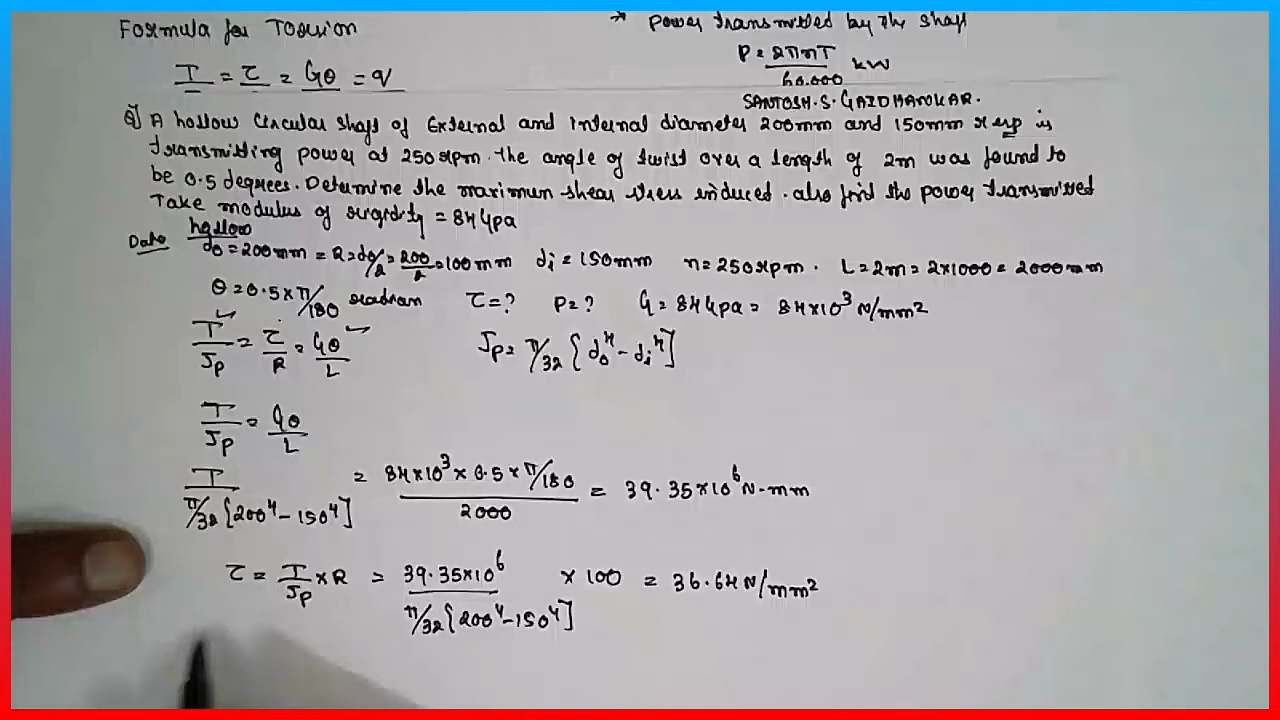 Formula for Torsion
* Power transmitted by the shaft
P = 2πnT / 60,000 kW
T = τ = Gθ = q
SANTOSH.S. GAIDHANKAR.
Q) A hollow circular shaft of External and internal diameter 200mm and 150mm resp is
transmitting power at 250 rpm. the angle of twist over a length of 2m was found to
be 0.5 degrees. Determine the maximum shear stress induced. also find the power transmitted
Take modulus of rigidity = 84 Gpa
Data hollow
do = 200mm = R = do/2 = 200/2 = 100mm di = 150mm n = 250 rpm. L = 2m = 2×1000 = 2000mm
θ = 0.5×π/180 radian τ = ? P = ? G = 84 Gpa = 84×10³ N/mm²
T/Jp = τ/R = Gθ/L Jp = π/32 [do⁴ - di⁴]
T/Jp = Gθ/L
T / π/32 [200⁴ - 150⁴] = 84×10³ × 0.5 × π/180 / 2000 = 39.35×10⁶ N-mm
τ = T/Jp × R = 39.35×10⁶ / π/32 [200⁴ - 150⁴] × 100 = 36.64 N/mm²